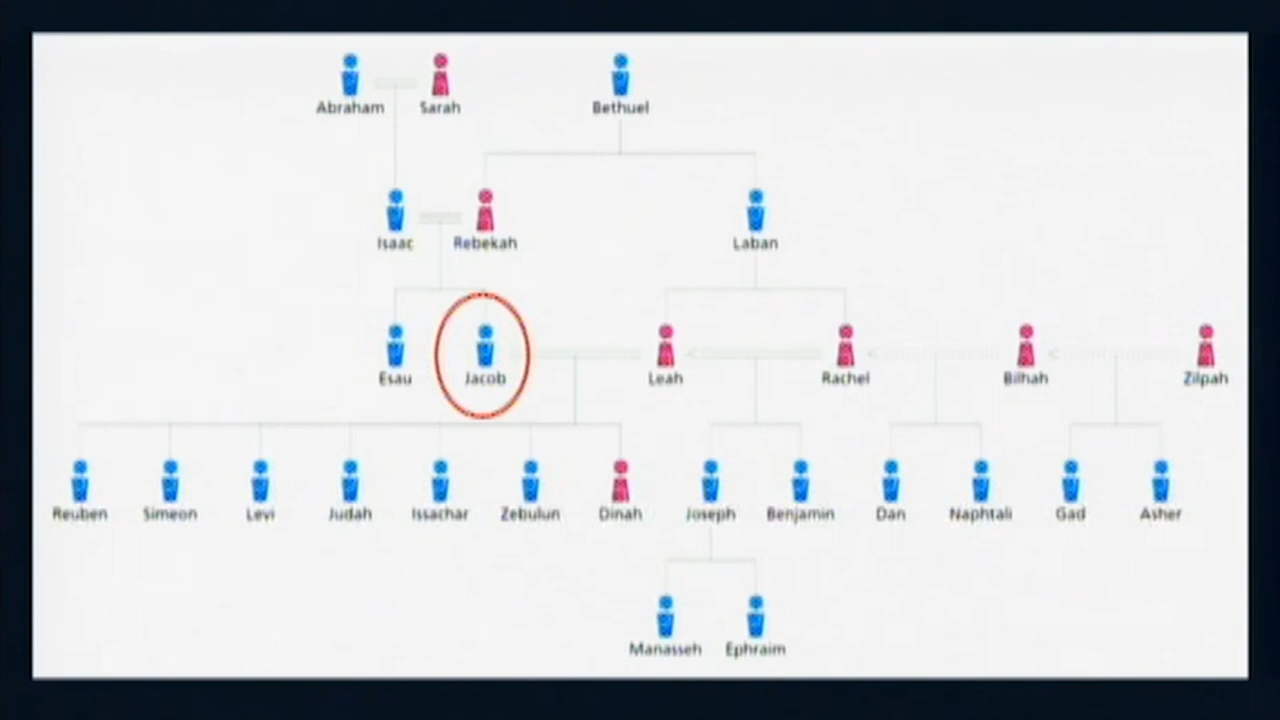 Abraham Sarah Bethuel
Isaac Rebekah Laban
Esau Jacob Leah Rachel Bilhah Zilpah
Reuben Simeon Levi Judah Issachar Zebulun Dinah Joseph Benjamin Dan Naphtali Gad Asher
Manasseh Ephraim